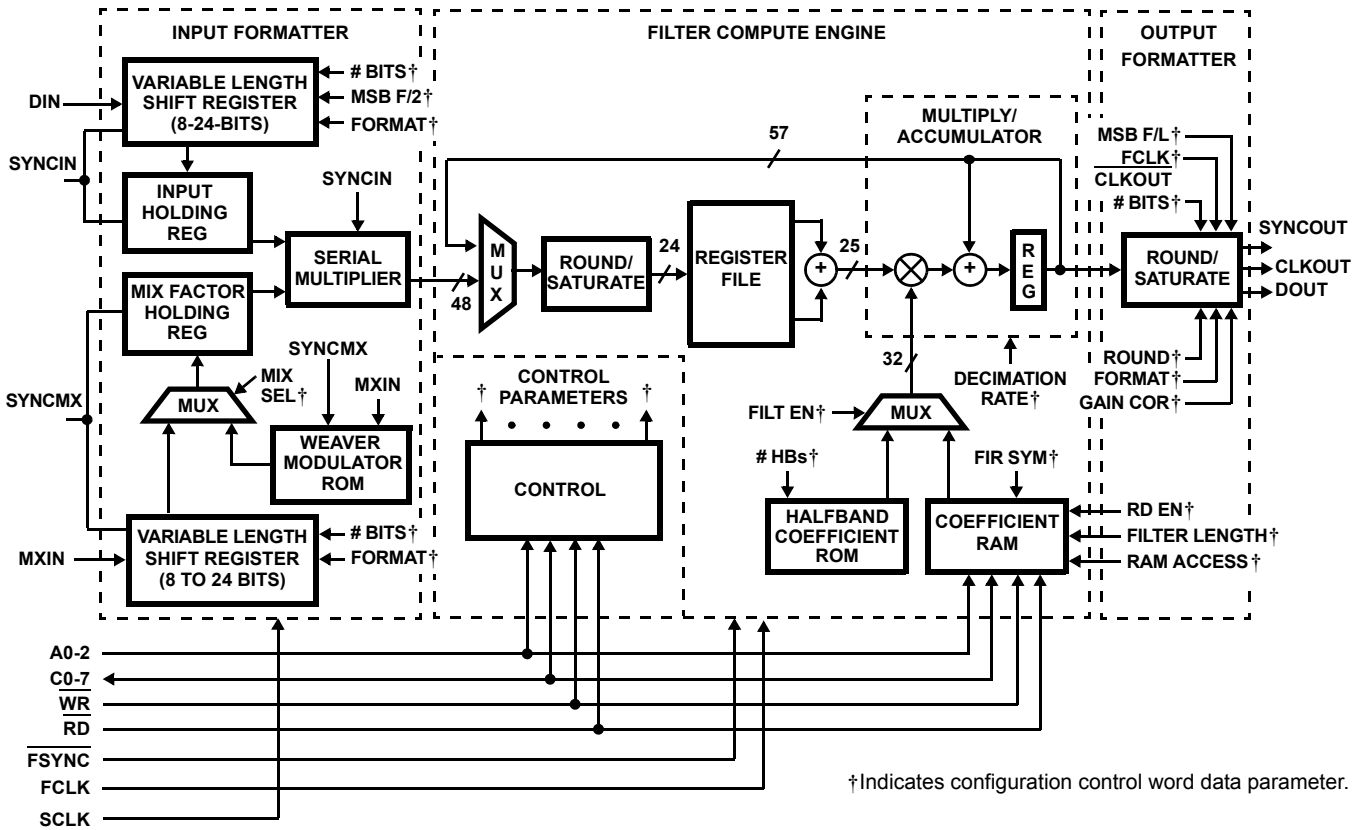 INPUT FORMATTER
VARIABLE LENGTH
SHIFT REGISTER
(8-24-BITS)
# BITS†
MSB F/2†
FORMAT†
DIN
SYNCIN
INPUT
HOLDING
REG
SYNCIN
SERIAL
MULTIPLIER
MIX FACTOR
HOLDING
REG
SYNCMX
MIX
SEL†
MXIN
SYNCMX
MUX
WEAVER
MODULATOR
ROM
VARIABLE LENGTH
SHIFT REGISTER
(8 TO 24 BITS)
# BITS†
FORMAT†
MXIN
FILTER COMPUTE ENGINE
57
48
MUX
ROUND/
SATURATE
24
REGISTER
FILE
+
25
MULTIPLY/
ACCUMULATOR
+
REG
32
DECIMATION
RATE†
CONTROL
PARAMETERS
†
†
CONTROL
FILT EN†
MUX
# HBs†
FIR SYM†
HALFBAND
COEFFICIENT
ROM
COEFFICIENT
RAM
RD EN†
FILTER LENGTH†
RAM ACCESS†
OUTPUT
FORMATTER
MSB F/L†
FCLK†
CLKOUT
# BITS†
SYNCOUT
ROUND/
SATURATE
CLKOUT
DOUT
ROUND†
FORMAT†
GAIN COR†
A0-2
C0-7
WR
RD
FSYNC
FCLK
SCLK
†Indicates configuration control word data parameter.